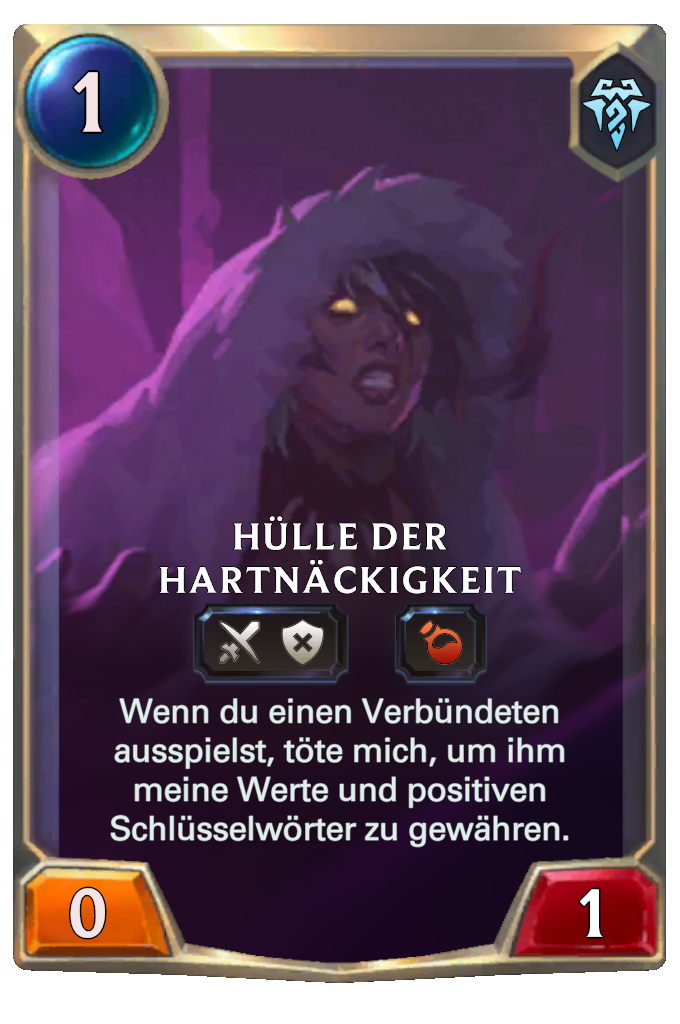 1
HÜLLE DER
HARTNÄCKIGKEIT
Wenn du einen Verbündeten
ausspielst, töte mich, um ihm
meine Werte und positiven
Schlüsselwörter zu gewähren.
0
1